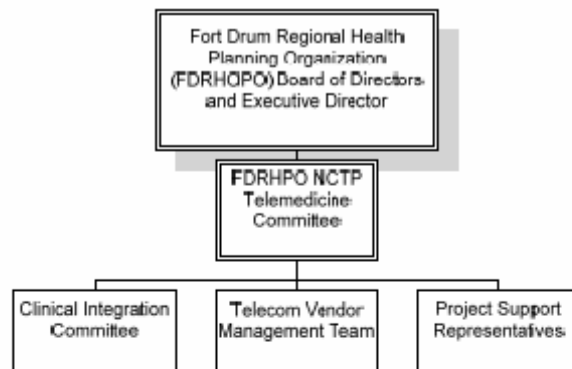 Fort Drum Regional Health
Planning Organization
(FDRHOPO) Board of Directors
and Executive Director
FDRHPO NCTP
Telemedicine
Committee
Clinical Integration
Committee
Telecom Vendor
Management Team
Project Support
Representatives